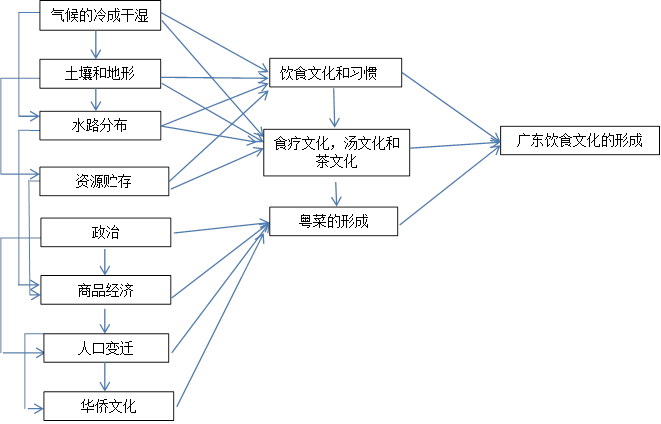 气候的冷成干湿
土壤和地形
水路分布
资源贮存
政治
商品经济
人口变迁
华侨文化
饮食文化和习惯
食疗文化，汤文化和
茶文化
粤菜的形成
广东饮食文化的形成